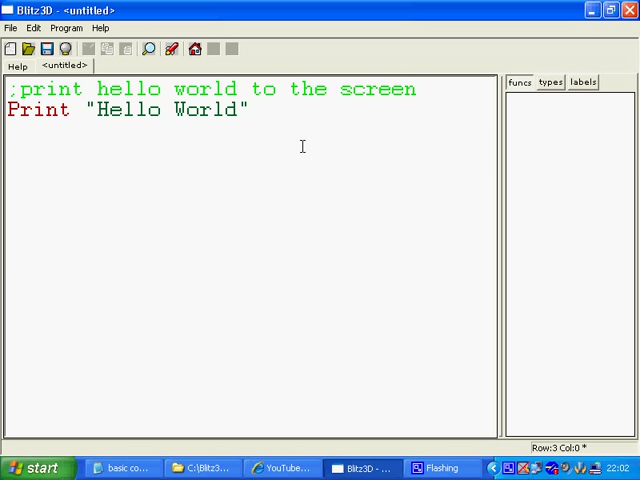 Blitz3D - <untitled>
File Edit Program Help
Help <untitled>
funcs types labels
;print hello world to the screen
Print "Hello World"
Row:3 Col:0 *
start basic co... C:\Blitz3... YouTube... Blitz3D - ... Flashing 22:02